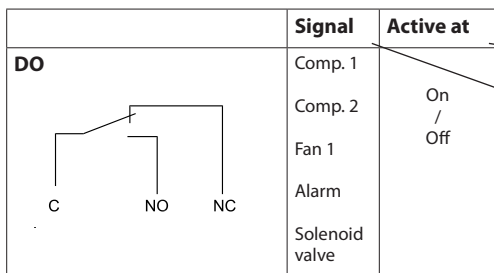 Signal Active at
DO
Comp. 1
Comp. 2
Fan 1
Alarm
Solenoid
valve
On
/
Off
C NO NC